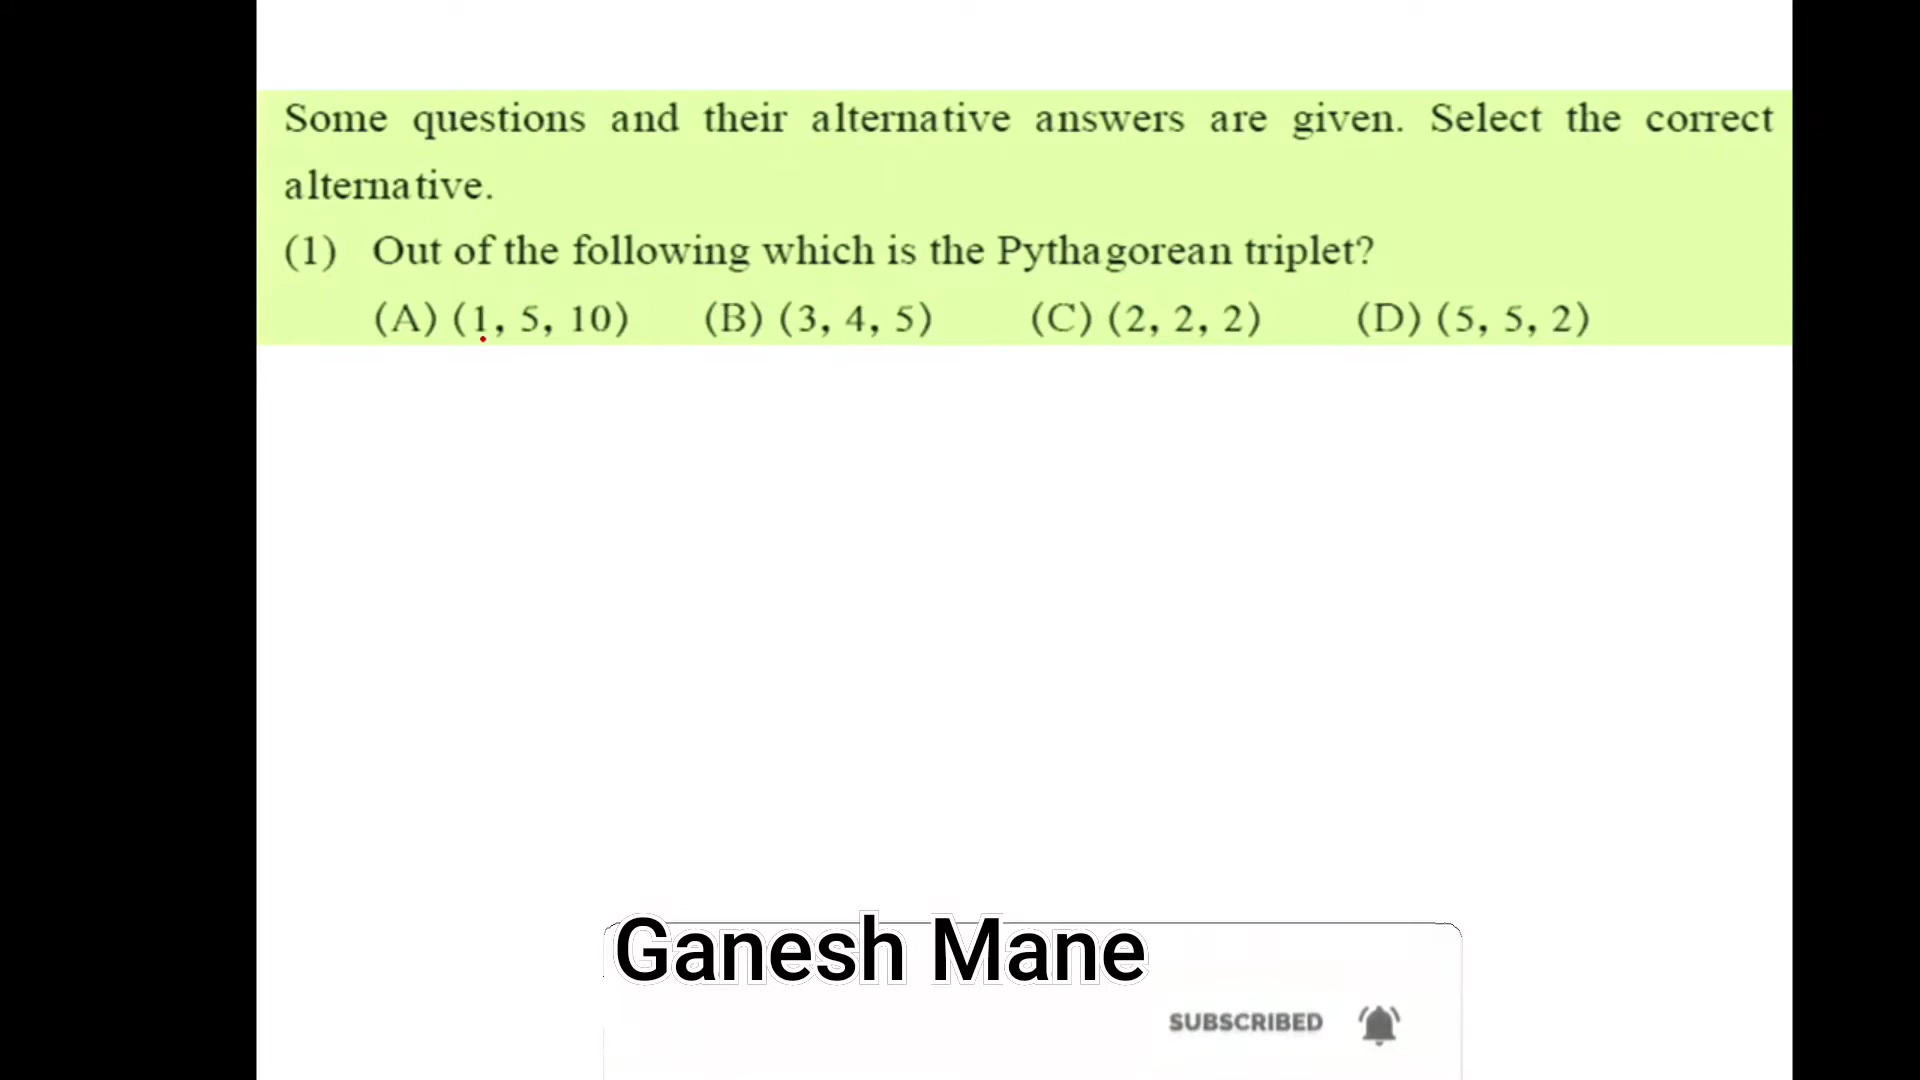 Some questions and their alternative answers are given. Select the correct
alternative.
(1) Out of the following which is the Pythagorean triplet?
(A) (1, 5, 10) (B) (3, 4, 5) (C) (2, 2, 2) (D) (5, 5, 2)
Ganesh Mane
SUBSCRIBED